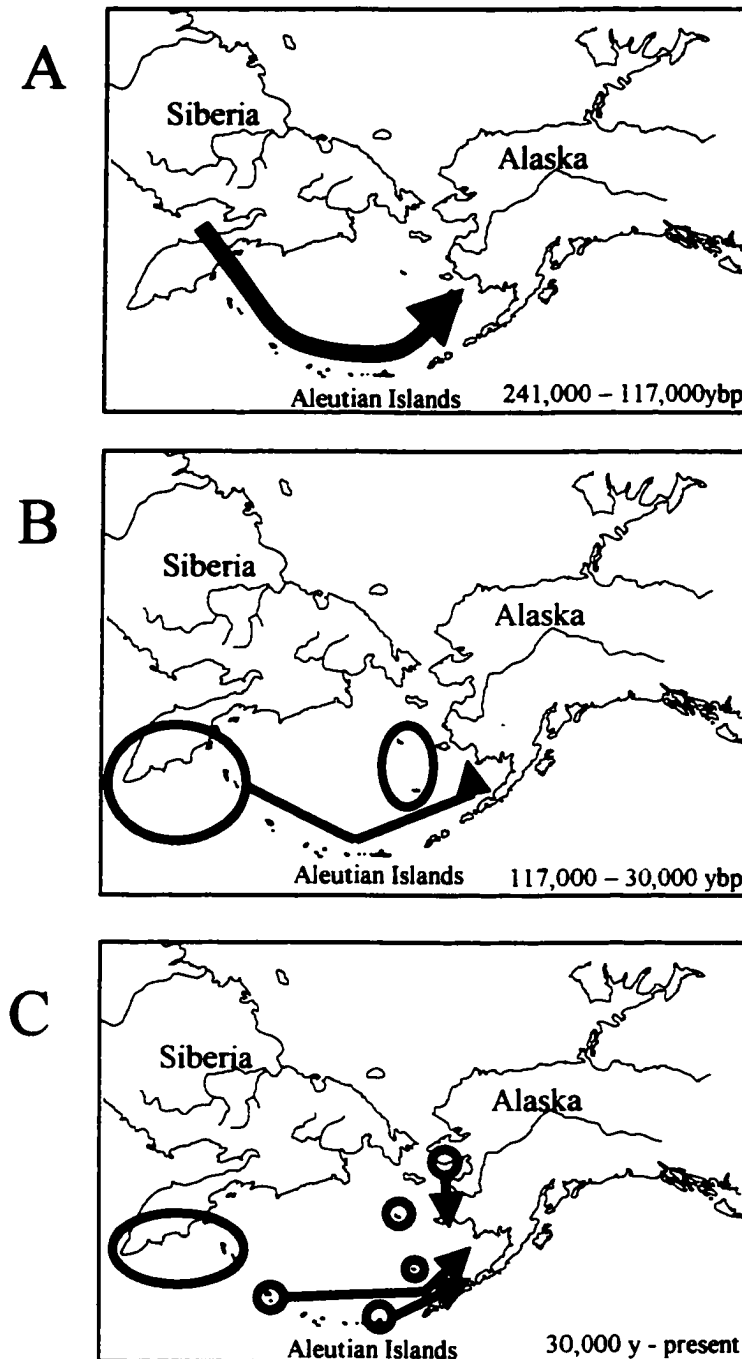 A
Siberia
Alaska
Aleutian Islands 241,000 – 117,000ybp
B
Siberia
Alaska
Aleutian Islands 117,000 – 30,000 ybp
C
Siberia
Alaska
Aleutian Islands 30,000 y - present